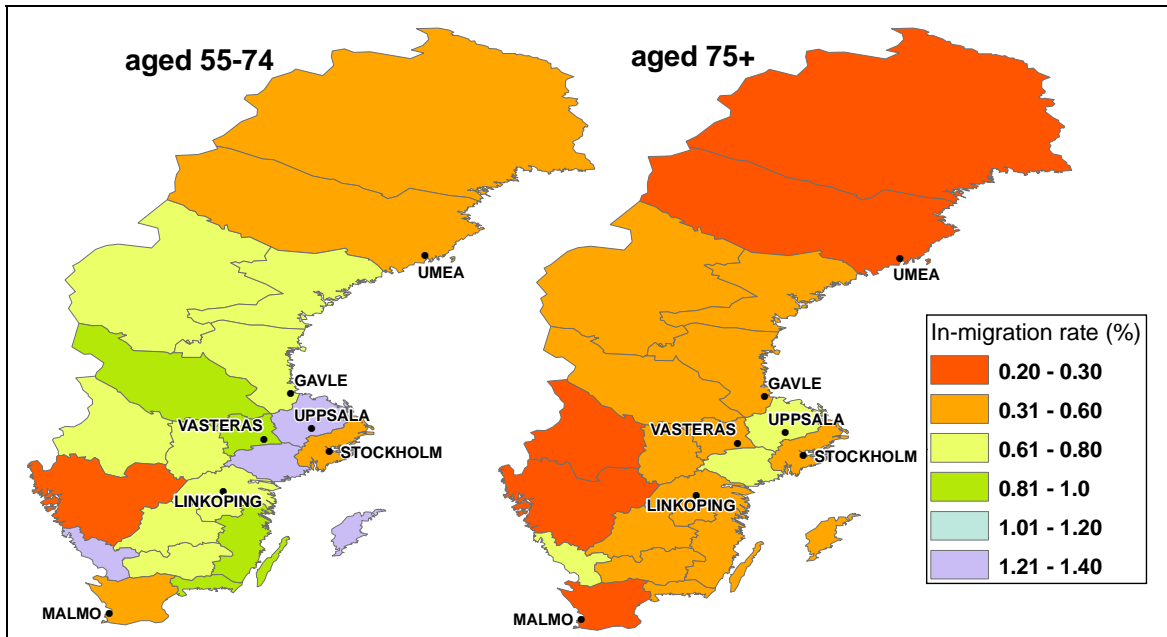 aged 55-74
UMEA
GAVLE
UPPSALA
VASTERAS
STOCKHOLM
LINKOPING
MALMO
aged 75+
UMEA
GAVLE
UPPSALA
VASTERAS
STOCKHOLM
LINKOPING
MALMO
In-migration rate (%)
0.20 - 0.30
0.31 - 0.60
0.61 - 0.80
0.81 - 1.0
1.01 - 1.20
1.21 - 1.40